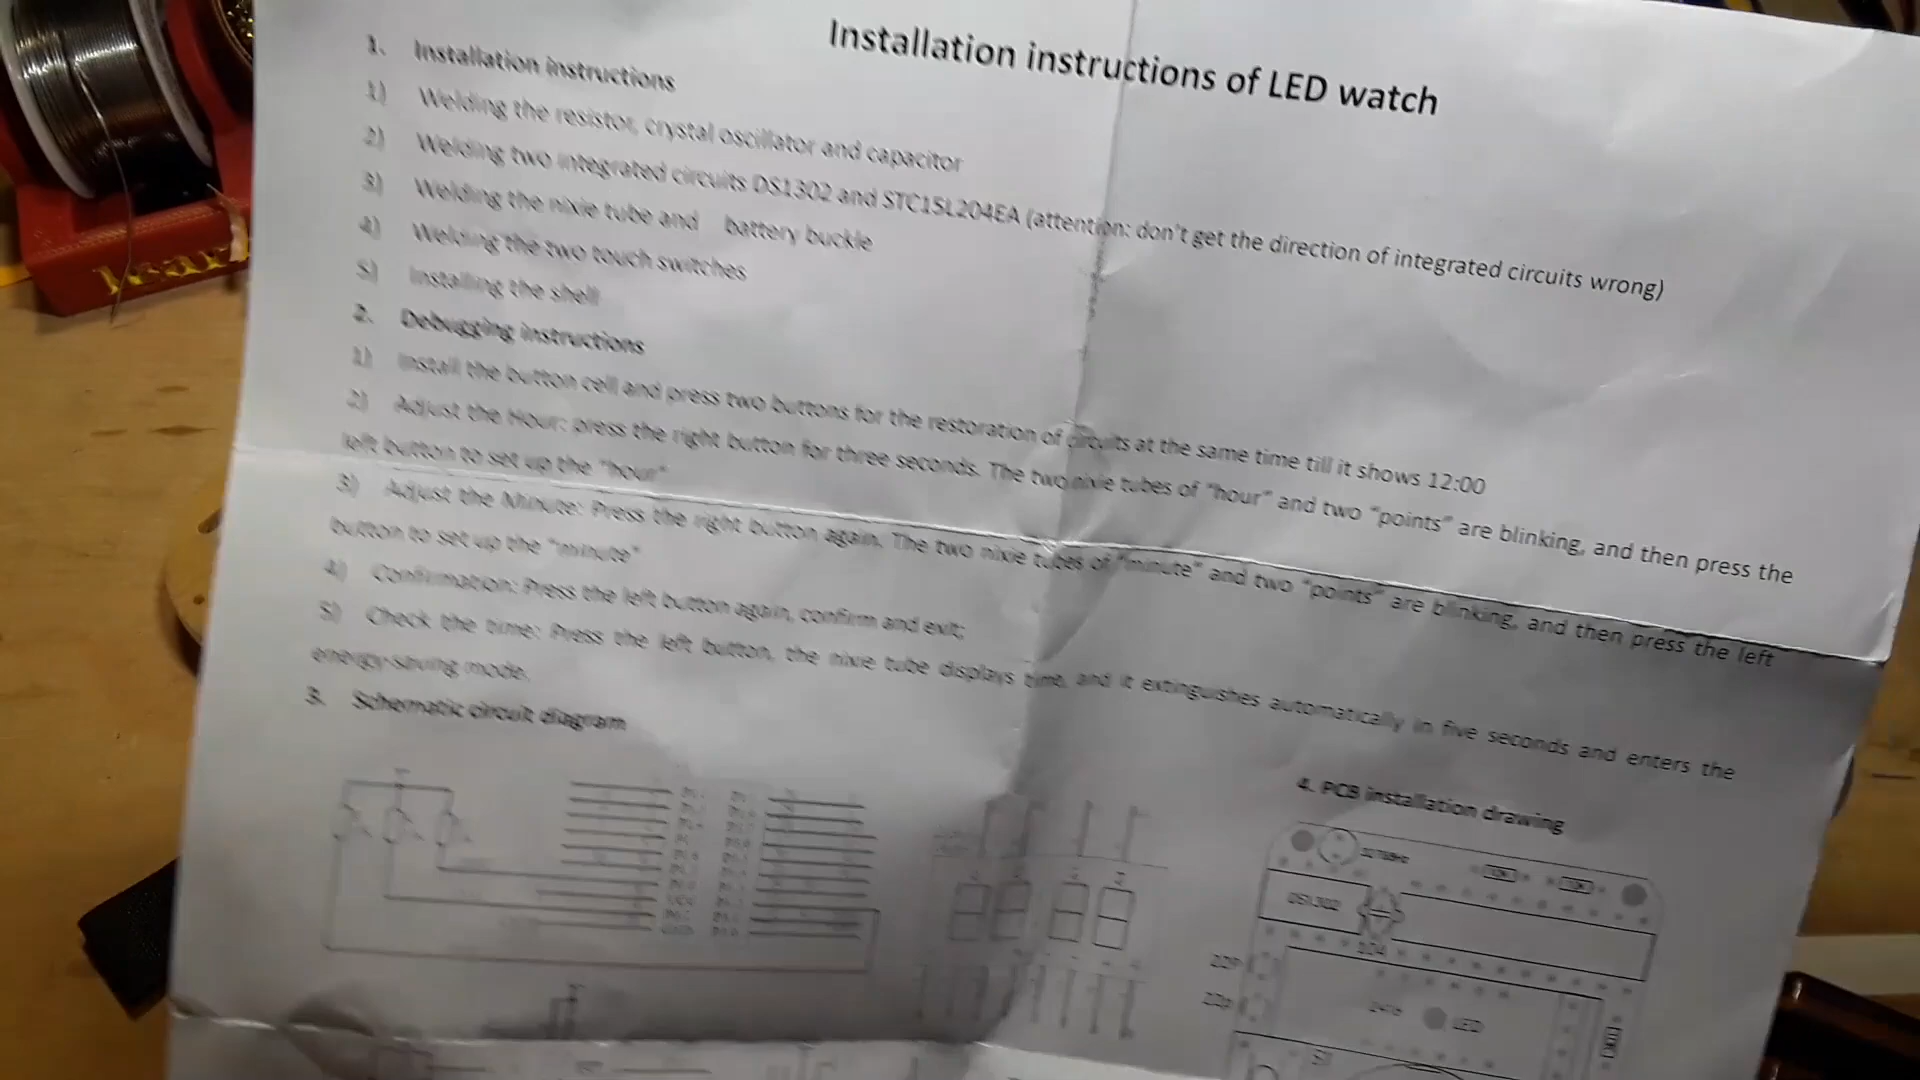 Installation instructions of LED watch
1. Installation instructions
1) Welding the resistor, crystal oscillator and capacitor
2) Welding two integrated circuits DS1302 and STC15L204EA (attention: don't get the direction of integrated circuits wrong)
3) Welding the nixie tube and battery buckle
4) Welding the two touch switches
5) Installing the shell
2. Debugging instructions
1) Install the button cell and press two buttons for the restoration of circuits at the same time till it shows 12:00
2) Adjust the Hour: press the right button for three seconds. The two nixie tubes of "hour" and two "points" are blinking, and then press the
left button to set up the "hour"
3) Adjust the Minute: Press the right button again. The two nixie tubes of "minute" and two "points" are blinking, and then press the left
button to set up the "minute"
4) Confirmation: Press the left button again, confirm and exit;
5) Check the time: Press the left button, the nixie tube displays time, and it extinguishes automatically in five seconds and enters the
energy-saving mode.
3. Schematic circuit diagram
4. PCB installation drawing
DS1302
104
22P
22p
LED
S1